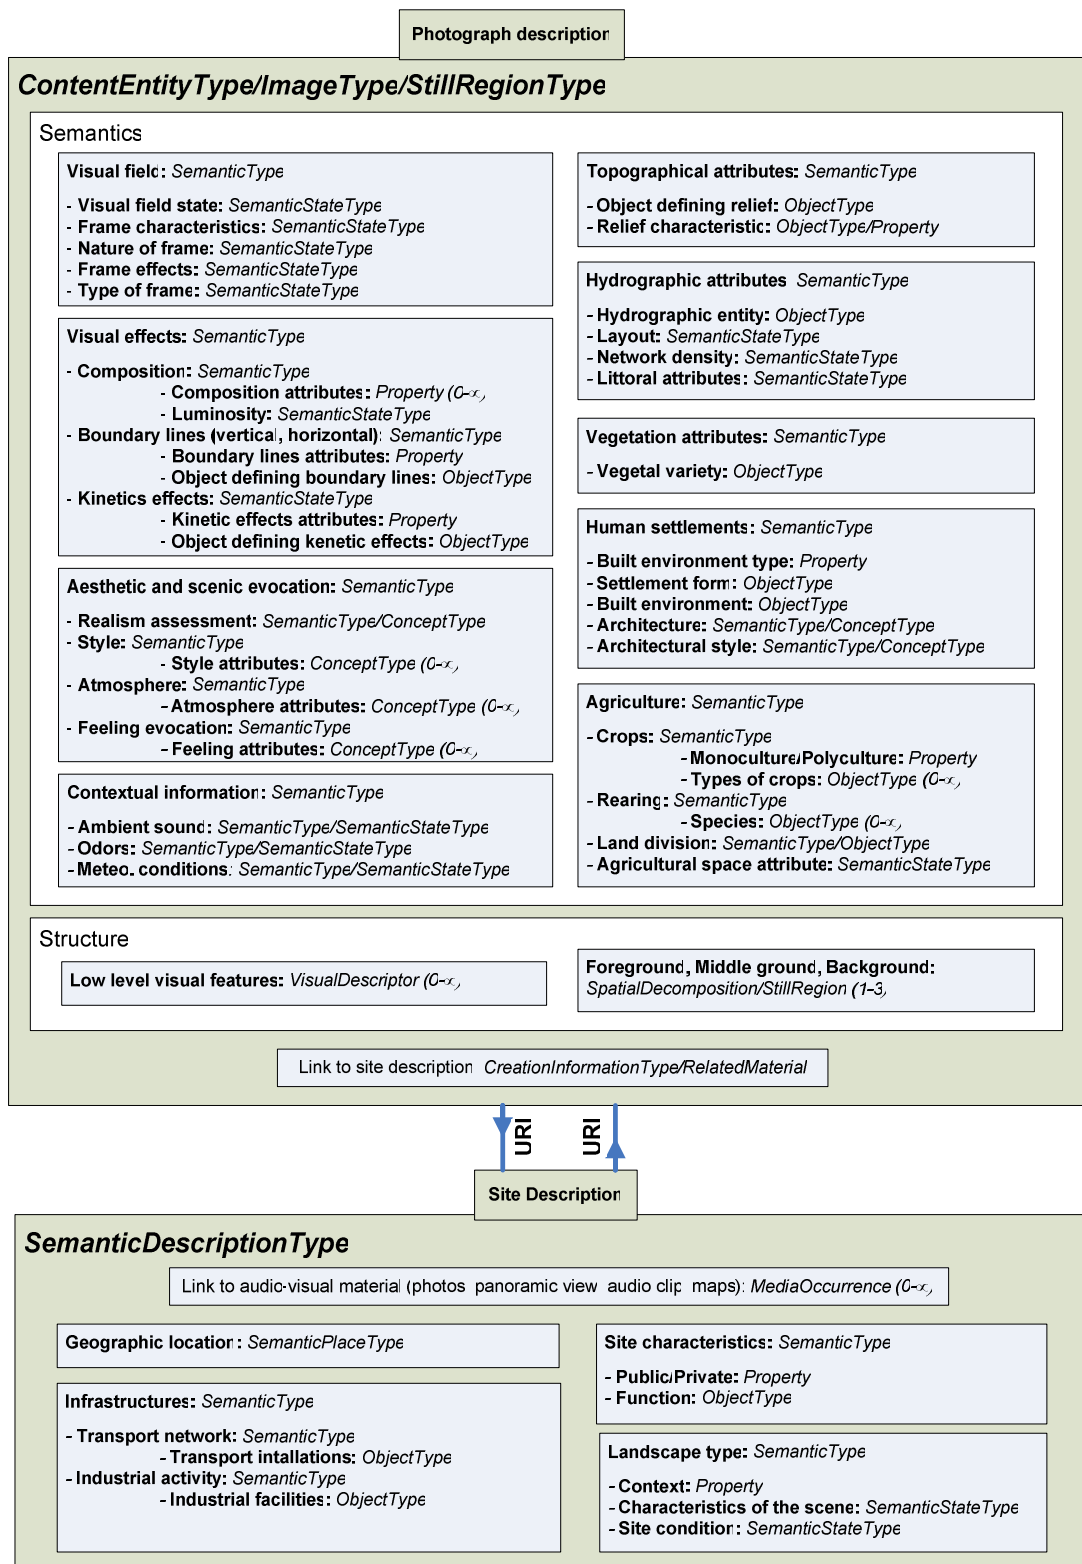 Photograph description
ContentEntityType/ImageType/StillRegionType
Semantics
Visual field: SemanticType
- Visual field state: SemanticStateType
- Frame characteristics: SemanticStateType
- Nature of frame: SemanticStateType
- Frame effects: SemanticStateType
- Type of frame: SemanticStateType
Visual effects: SemanticType
- Composition: SemanticType
- Composition attributes: Property (0-∞)
- Luminosity: SemanticStateType
- Boundary lines (vertical, horizontal): SemanticType
- Boundary lines attributes: Property
- Object defining boundary lines: ObjectType
- Kinetics effects: SemanticStateType
- Kinetic effects attributes: Property
- Object defining kenetic effects: ObjectType
Aesthetic and scenic evocation: SemanticType
- Realism assessment: SemanticType/ConceptType
- Style: SemanticType
- Style attributes: ConceptType (0-∞)
- Atmosphere: SemanticType
- Atmosphere attributes: ConceptType (0-∞)
- Feeling evocation: SemanticType
- Feeling attributes: ConceptType (0-∞)
Contextual information: SemanticType
- Ambient sound: SemanticType/SemanticStateType
- Odors: SemanticType/SemanticStateType
- Meteo. conditions: SemanticType/SemanticStateType
Topographical attributes: SemanticType
- Object defining relief: ObjectType
- Relief characteristic: ObjectType/Property
Hydrographic attributes SemanticType
- Hydrographic entity: ObjectType
- Layout: SemanticStateType
- Network density: SemanticStateType
- Littoral attributes: SemanticStateType
Vegetation attributes: SemanticType
- Vegetal variety: ObjectType
Human settlements: SemanticType
- Built environment type: Property
- Settlement form: ObjectType
- Built environment: ObjectType
- Architecture: SemanticType/ConceptType
- Architectural style: SemanticType/ConceptType
Agriculture: SemanticType
- Crops: SemanticType
- Monoculture/Polyculture: Property
- Types of crops: ObjectType (0-∞)
- Rearing: SemanticType
- Species: ObjectType (0-∞)
- Land division: SemanticType/ObjectType
- Agricultural space attribute: SemanticStateType
Structure
Low level visual features: VisualDescriptor (0-∞)
Foreground, Middle ground, Background:
SpatialDecomposition/StillRegion (1-3)
Link to site description CreationInformationType/RelatedMaterial
URI
URI
Site Description
SemanticDescriptionType
Link to audio-visual material (photos panoramic view audio clip maps): MediaOccurrence (0-∞)
Geographic location: SemanticPlaceType
Infrastructures: SemanticType
- Transport network: SemanticType
- Transport intallations: ObjectType
- Industrial activity: SemanticType
- Industrial facilities: ObjectType
Site characteristics: SemanticType
- Public/Private: Property
- Function: ObjectType
Landscape type: SemanticType
- Context: Property
- Characteristics of the scene: SemanticStateType
- Site condition: SemanticStateType